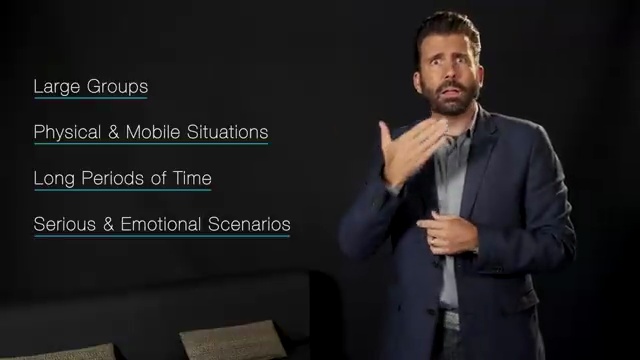 Large Groups
Physical & Mobile Situations
Long Periods of Time
Serious & Emotional Scenarios